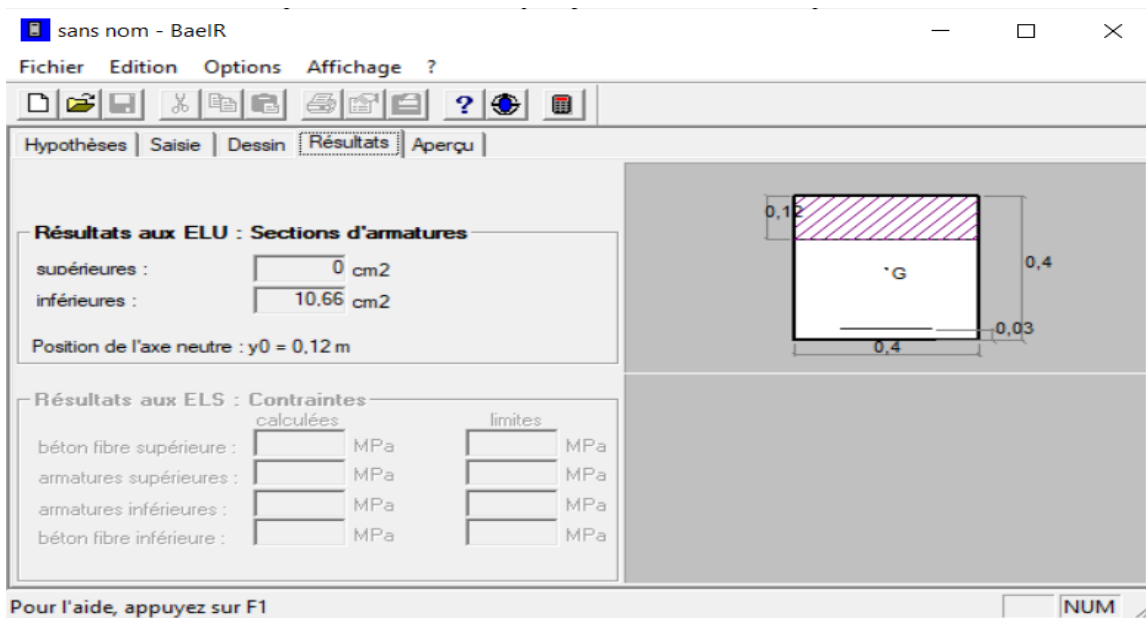 sans nom - BaelR
Fichier Edition Options Affichage ?
Hypothèses Saisie Dessin Résultats Aperçu
Résultats aux ELU : Sections d'armatures
supérieures : 0 cm2
inférieures : 10,66 cm2
Position de l'axe neutre : y0 = 0,12 m
0,12
G
0,4
0,03
0,4
Résultats aux ELS : Contraintes
calculées limites
béton fibre supérieure : MPa MPa
armatures supérieures : MPa MPa
armatures inférieures : MPa MPa
béton fibre inférieure : MPa MPa
Pour l'aide, appuyez sur F1 NUM